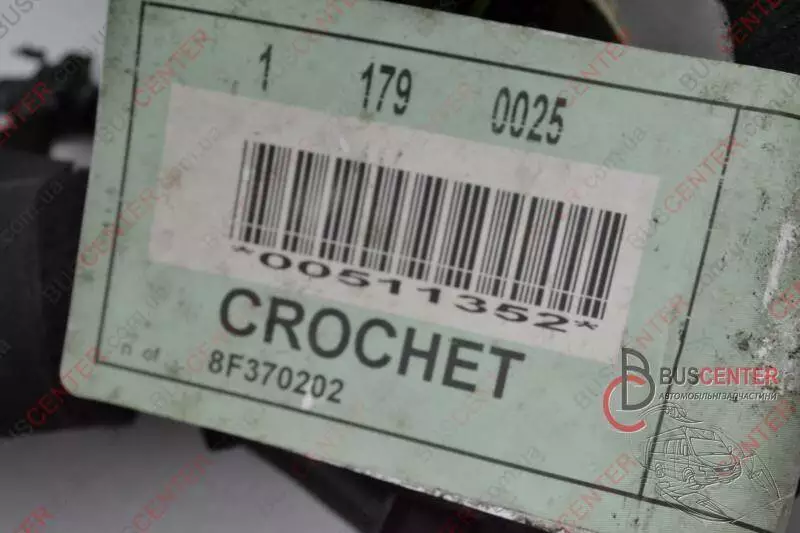 1 179 0025
*00511352*
CROCHET
n of 8F370202
BUSCENTER
АВТОМОБІЛЬНІ ЗАПЧАСТИНИ